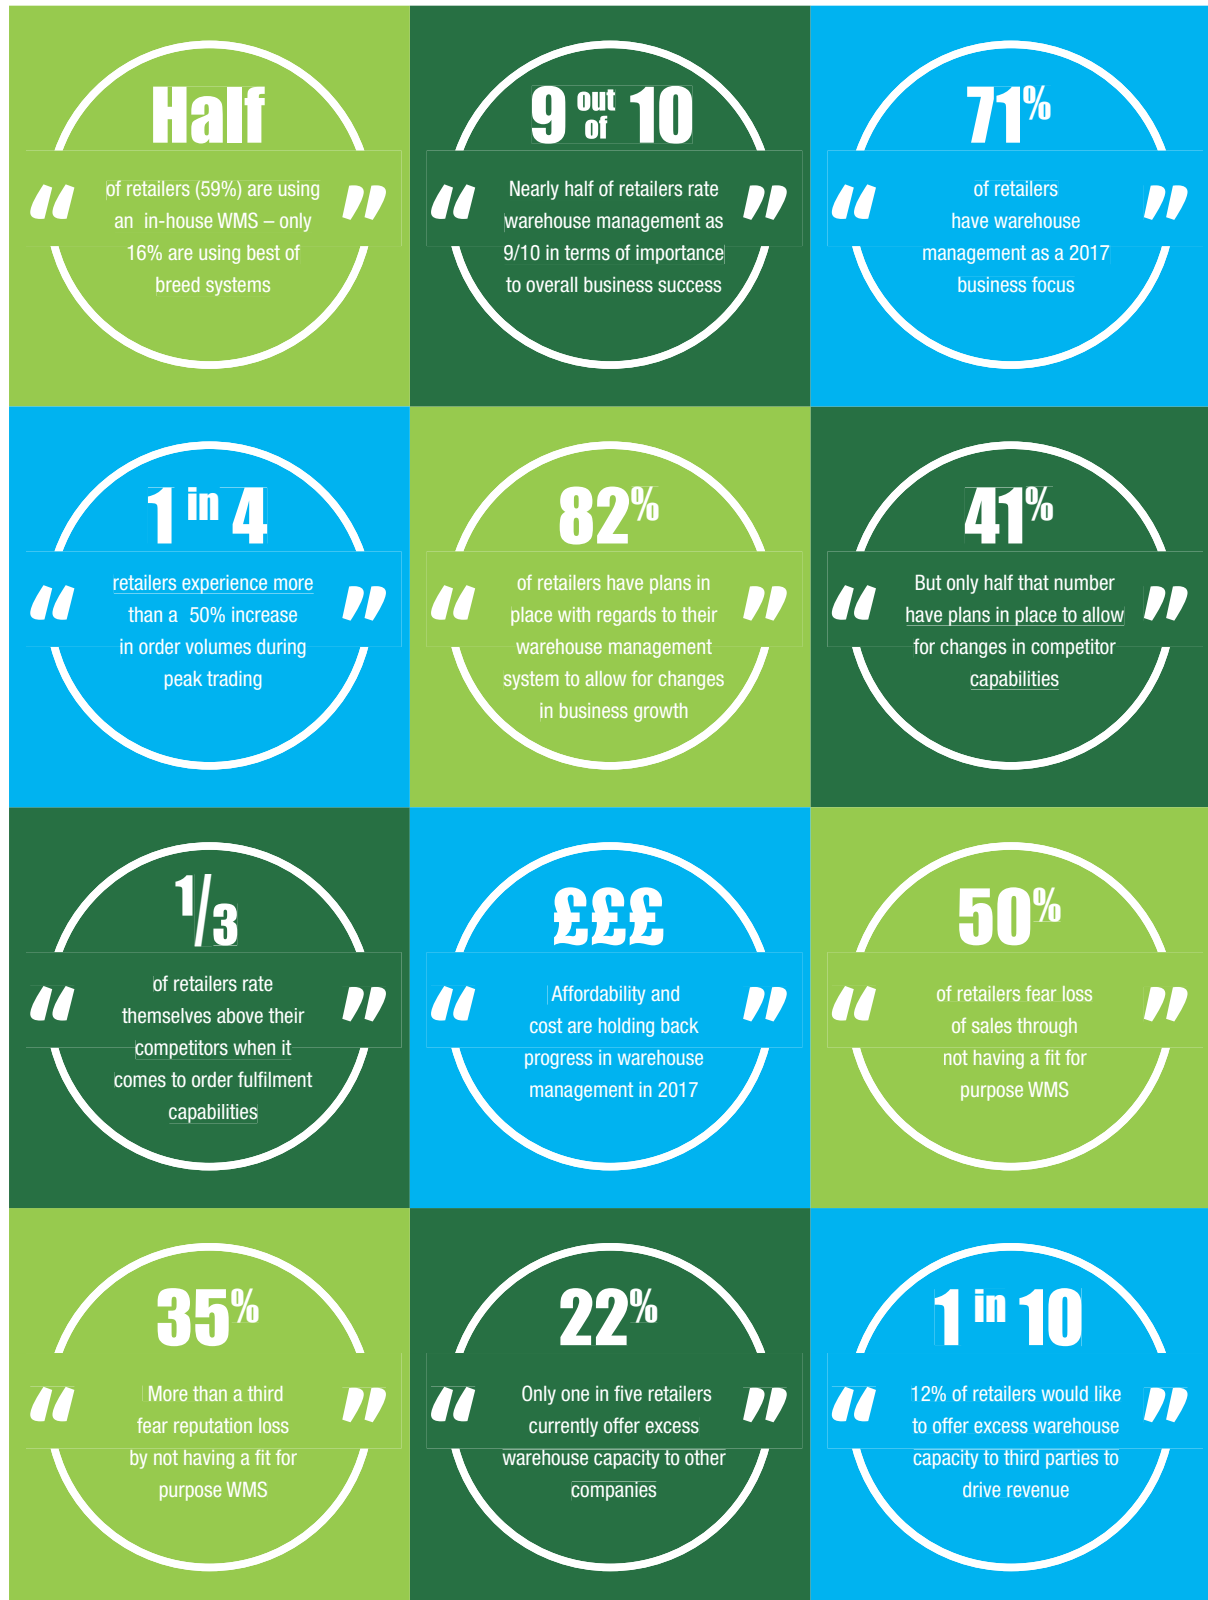 Half
“ of retailers (59%) are using ”
an in-house WMS – only
16% are using best of
breed systems
9 out of 10
“ Nearly half of retailers rate ”
warehouse management as
9/10 in terms of importance
to overall business success
71%
“ of retailers ”
have warehouse
management as a 2017
business focus
1 in 4
“ retailers experience more ”
than a 50% increase
in order volumes during
peak trading
82%
“ of retailers have plans in ”
place with regards to their
warehouse management
system to allow for changes
in business growth
41%
“ But only half that number ”
have plans in place to allow
for changes in competitor
capabilities
1/3
“ of retailers rate ”
themselves above their
competitors when it
comes to order fulfilment
capabilities
£££
“ Affordability and ”
cost are holding back
progress in warehouse
management in 2017
50%
“ of retailers fear loss ”
of sales through
not having a fit for
purpose WMS
35%
“ More than a third ”
fear reputation loss
by not having a fit for
purpose WMS
22%
“ Only one in five retailers ”
currently offer excess
warehouse capacity to other
companies
1 in 10
“ 12% of retailers would like ”
to offer excess warehouse
capacity to third parties to
drive revenue